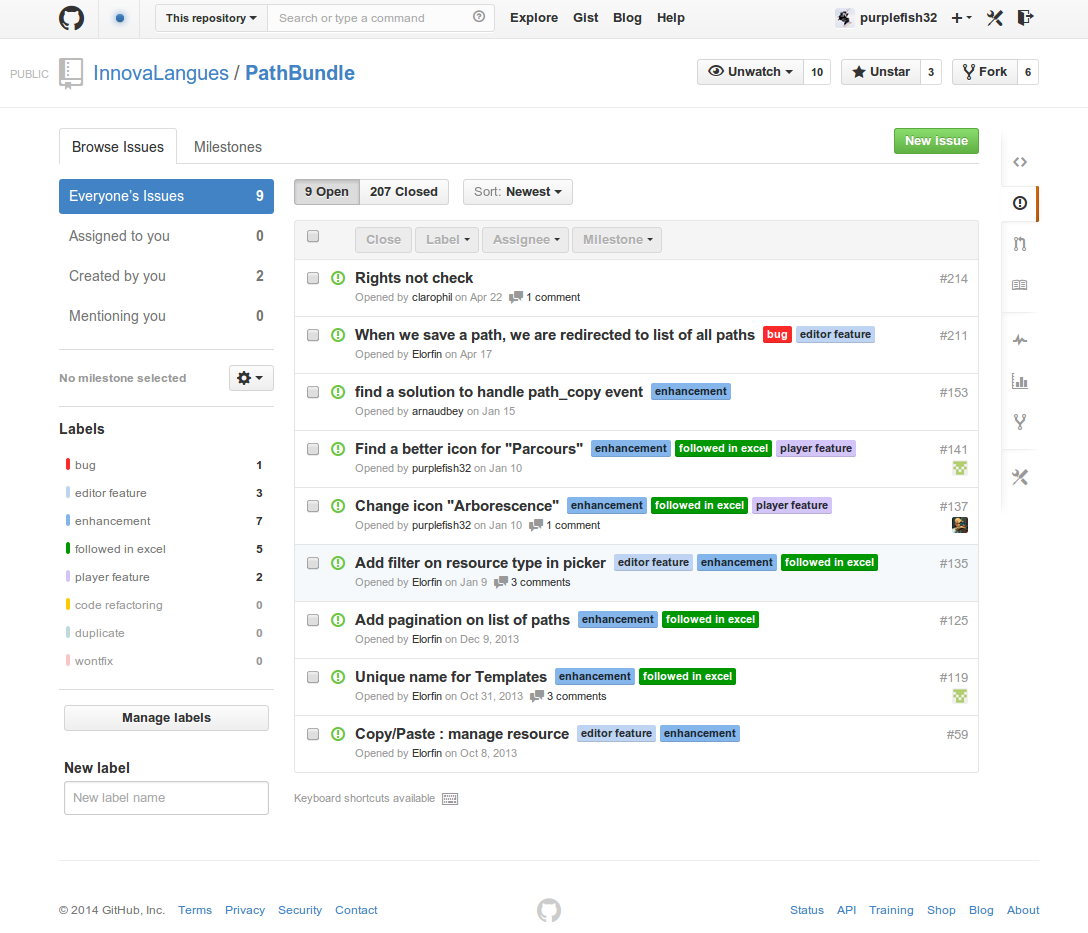 This repository Search or type a command Explore Gist Blog Help purplefish32
PUBLIC InnovaLangues / PathBundle Unwatch 10 Unstar 3 Fork 6
Browse Issues Milestones New Issue
Everyone's Issues 9
Assigned to you 0
Created by you 2
Mentioning you 0
No milestone selected
Labels
bug 1
editor feature 3
enhancement 7
followed in excel 5
player feature 2
code refactoring 0
duplicate 0
wontfix 0
Manage labels
New label
New label name
9 Open 207 Closed Sort: Newest
Close Label Assignee Milestone
Rights not check #214
Opened by clarophil on Apr 22 1 comment
When we save a path, we are redirected to list of all paths bug editor feature #211
Opened by Elorfin on Apr 17
find a solution to handle path_copy event enhancement #153
Opened by arnaudbey on Jan 15
Find a better icon for "Parcours" enhancement followed in excel player feature #141
Opened by purplefish32 on Jan 10
Change icon "Arborescence" enhancement followed in excel player feature #137
Opened by purplefish32 on Jan 10 1 comment
Add filter on resource type in picker editor feature enhancement followed in excel #135
Opened by Elorfin on Jan 9 3 comments
Add pagination on list of paths enhancement followed in excel #125
Opened by Elorfin on Dec 9, 2013
Unique name for Templates enhancement followed in excel #119
Opened by Elorfin on Oct 31, 2013 3 comments
Copy/Paste : manage resource editor feature enhancement #59
Opened by Elorfin on Oct 8, 2013
Keyboard shortcuts available
© 2014 GitHub, Inc. Terms Privacy Security Contact Status API Training Shop Blog About